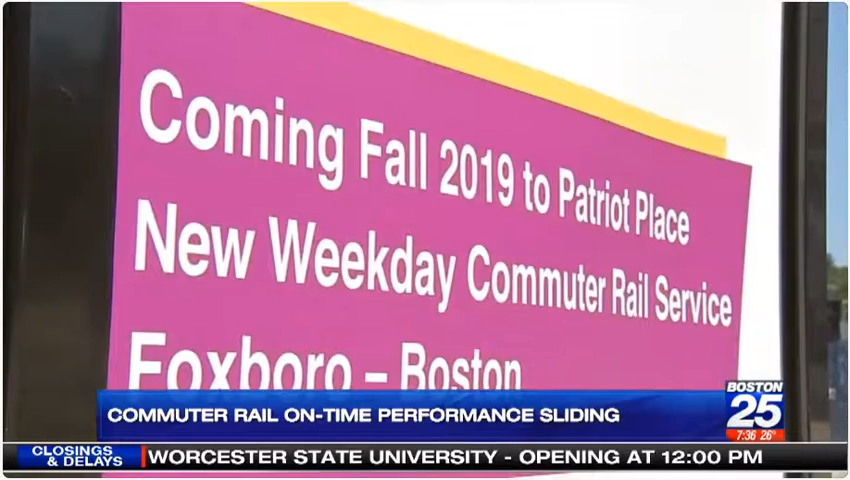 Coming Fall 2019 to Patriot Place
New Weekday Commuter Rail Service
Foxboro – Boston
COMMUTER RAIL ON-TIME PERFORMANCE SLIDING
BOSTON
25
7:36 26°
CLOSINGS
& DELAYS
WORCESTER STATE UNIVERSITY - OPENING AT 12:00 PM